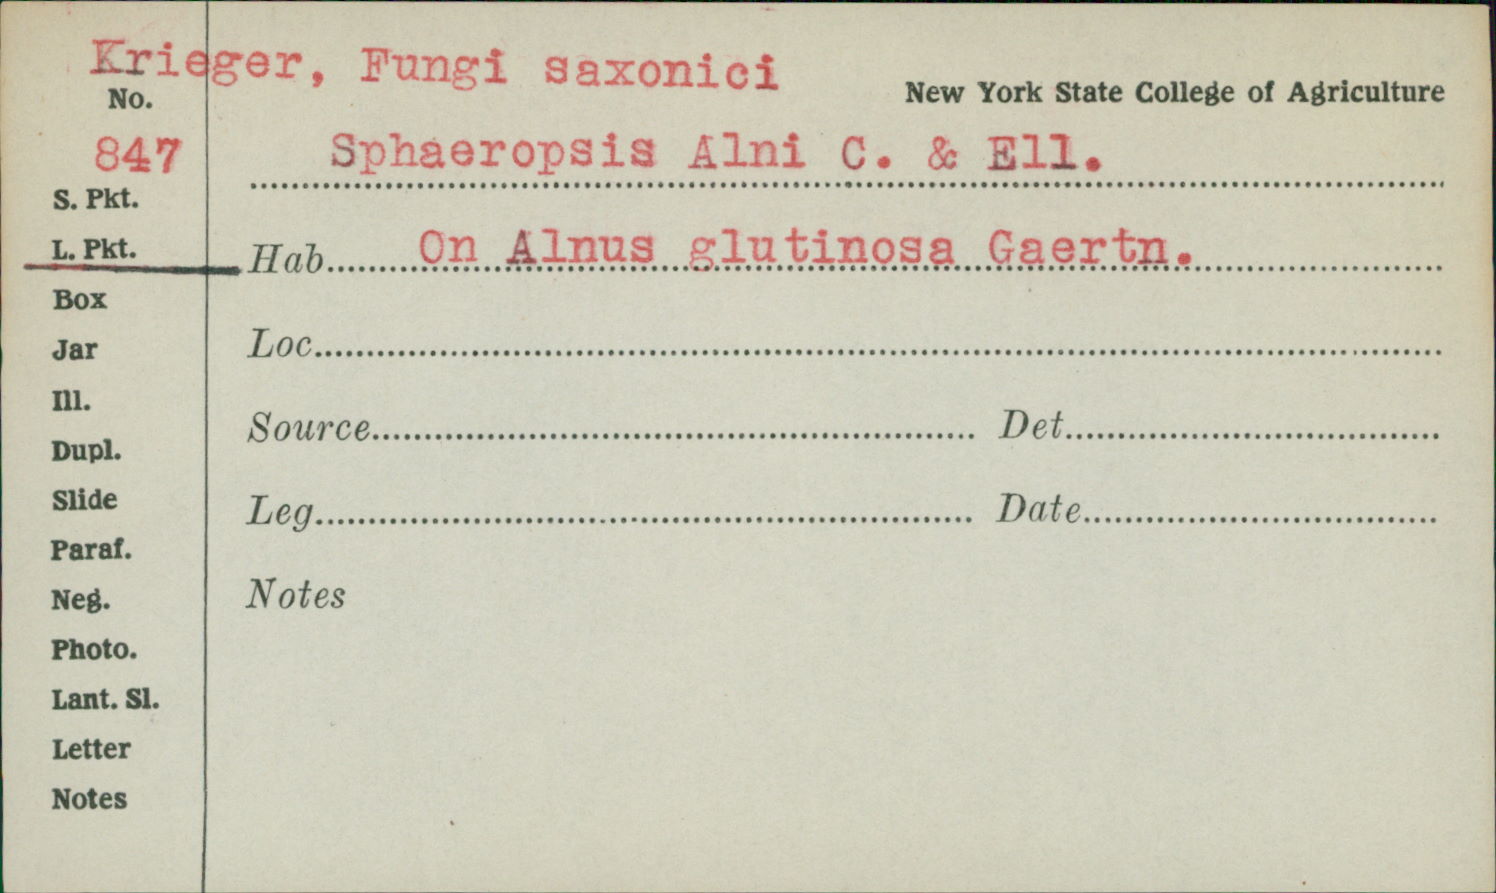 Krieger, Fungi saxonici
New York State College of Agriculture
No.
847
Sphaeropsis Alni C. & Ell.
S. Pkt.
L. Pkt.
Hab. On Alnus glutinosa Gaertn.
Box
Jar
Loc.
Ill.
Source Det.
Dupl.
Slide
Leg. Date
Paraf.
Neg.
Notes
Photo.
Lant. Sl.
Letter
Notes